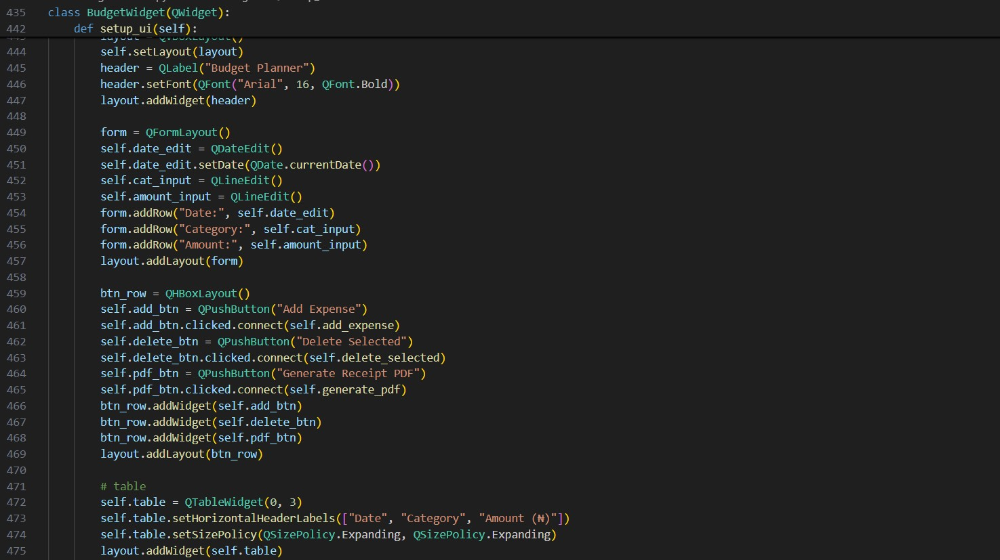 435 class BudgetWidget(QWidget):
442     def setup_ui(self):
443         layout = QVBoxLayout()
444         self.setLayout(layout)
445         header = QLabel("Budget Planner")
446         header.setFont(QFont("Arial", 16, QFont.Bold))
447         layout.addWidget(header)
448
449         form = QFormLayout()
450         self.date_edit = QDateEdit()
451         self.date_edit.setDate(QDate.currentDate())
452         self.cat_input = QLineEdit()
453         self.amount_input = QLineEdit()
454         form.addRow("Date:", self.date_edit)
455         form.addRow("Category:", self.cat_input)
456         form.addRow("Amount:", self.amount_input)
457         layout.addLayout(form)
458
459         btn_row = QHBoxLayout()
460         self.add_btn = QPushButton("Add Expense")
461         self.add_btn.clicked.connect(self.add_expense)
462         self.delete_btn = QPushButton("Delete Selected")
463         self.delete_btn.clicked.connect(self.delete_selected)
464         self.pdf_btn = QPushButton("Generate Receipt PDF")
465         self.pdf_btn.clicked.connect(self.generate_pdf)
466         btn_row.addWidget(self.add_btn)
467         btn_row.addWidget(self.delete_btn)
468         btn_row.addWidget(self.pdf_btn)
469         layout.addLayout(btn_row)
470
471         # table
472         self.table = QTableWidget(0, 3)
473         self.table.setHorizontalHeaderLabels(["Date", "Category", "Amount (₦)"])
474         self.table.setSizePolicy(QSizePolicy.Expanding, QSizePolicy.Expanding)
475         layout.addWidget(self.table)